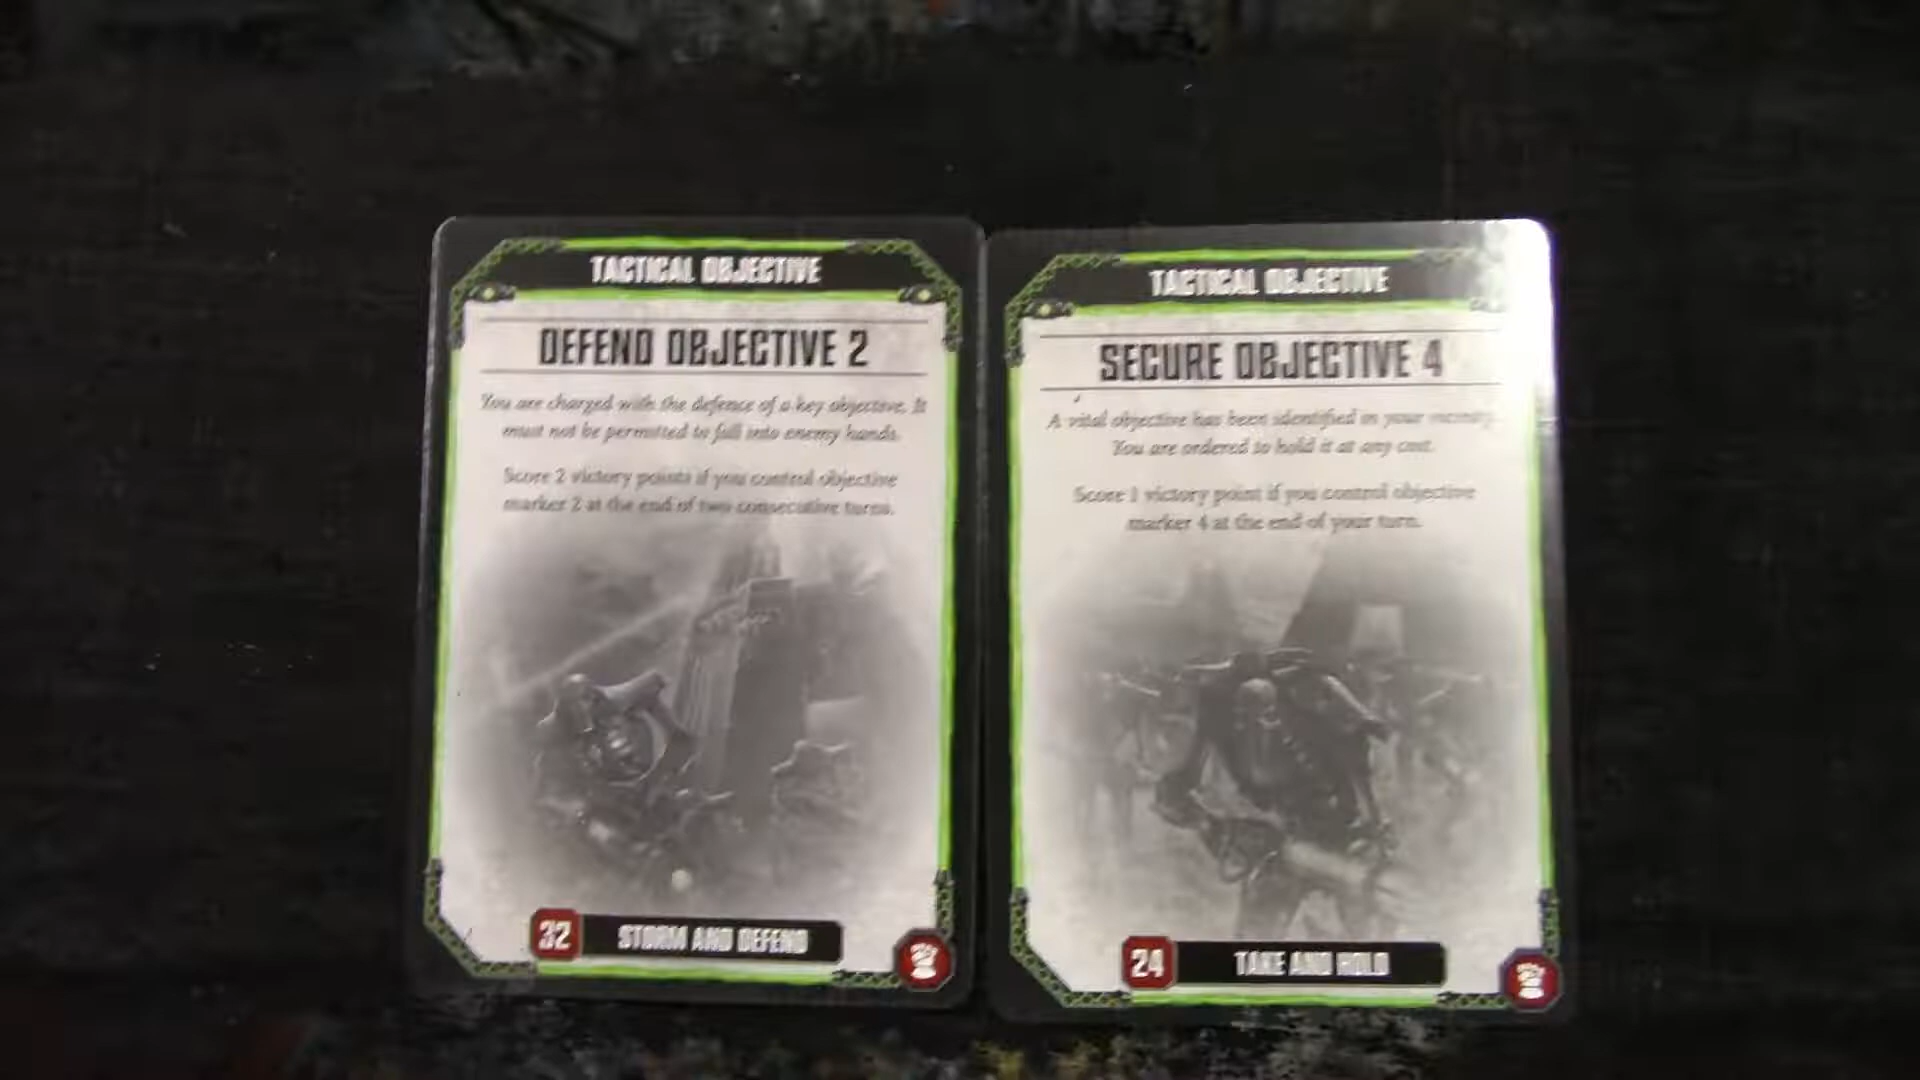 TACTICAL OBJECTIVE
DEFEND OBJECTIVE 2
You are charged with the defence of a key objective. It
must not be permitted to fall into enemy hands.
Score 2 victory points if you control objective
marker 2 at the end of two consecutive turns.
32
STORM AND DEFEND
TACTICAL OBJECTIVE
SECURE OBJECTIVE 4
A vital objective has been identified in your vicinity.
You are ordered to hold it at any cost.
Score 1 victory point if you control objective
marker 4 at the end of your turn.
24
TAKE AND HOLD